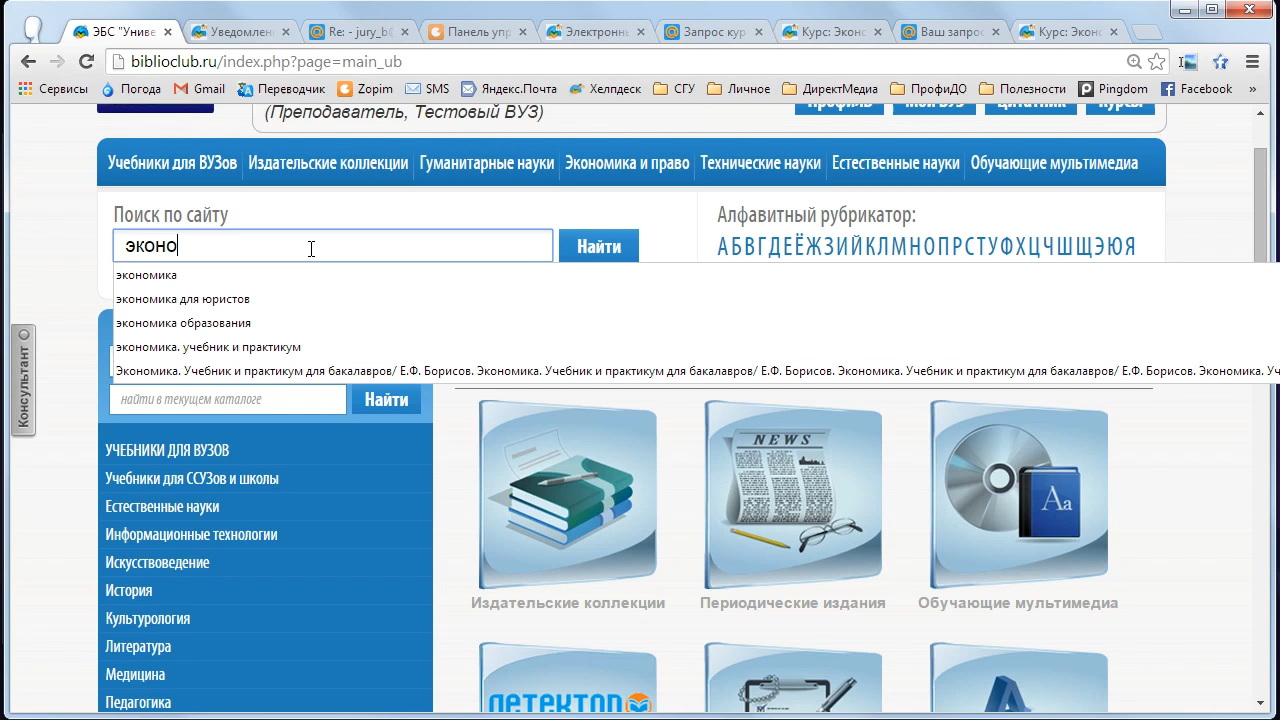 ЭБС "Униве
Уведомлен
Re: - jury_b
Панель упр
Электронн
Запрос кур
Курс: Эконо
Ваш запро
Курс: Эконо
biblioclub.ru/index.php?page=main_ub
Сервисы
Погода
Gmail
Переводчик
Zopim
SMS
Яндекс.Почта
Хелпдеск
СГУ
Личное
ДиректМедиа
ПрофиДО
Полезности
Pingdom
Facebook
»
(Преподаватель, Тестовый ВУЗ)
Учебники для ВУЗов
Издательские коллекции
Гуманитарные науки
Экономика и право
Технические науки
Естественные науки
Обучающие мультимедиа
Поиск по сайту
Алфавитный рубрикатор:
эконо
Найти
А Б В Г Д Е Ё Ж З И Й К Л М Н О П Р С Т У Ф Х Ц Ч Ш Щ Э Ю Я
экономика
экономика для юристов
экономика образования
экономика. учебник и практикум
Экономика. Учебник и практикум для бакалавров/ Е.Ф. Борисов. Экономика. Учебник и практикум для бакалавров/ Е.Ф. Борисов. Экономика. Учебник и практикум для бакалавров/ Е.Ф. Борисов. Экономика. Уч
Консультант
найти в текущем каталоге
Найти
УЧЕБНИКИ ДЛЯ ВУЗОВ
Учебники для ССУЗов и школы
Естественные науки
Информационные технологии
Искусствоведение
История
Культурология
Литература
Медицина
Педагогика
NEWS
Аа
Издательские коллекции
Периодические издания
Обучающие мультимедиа
ДЕТЕКТОР
А